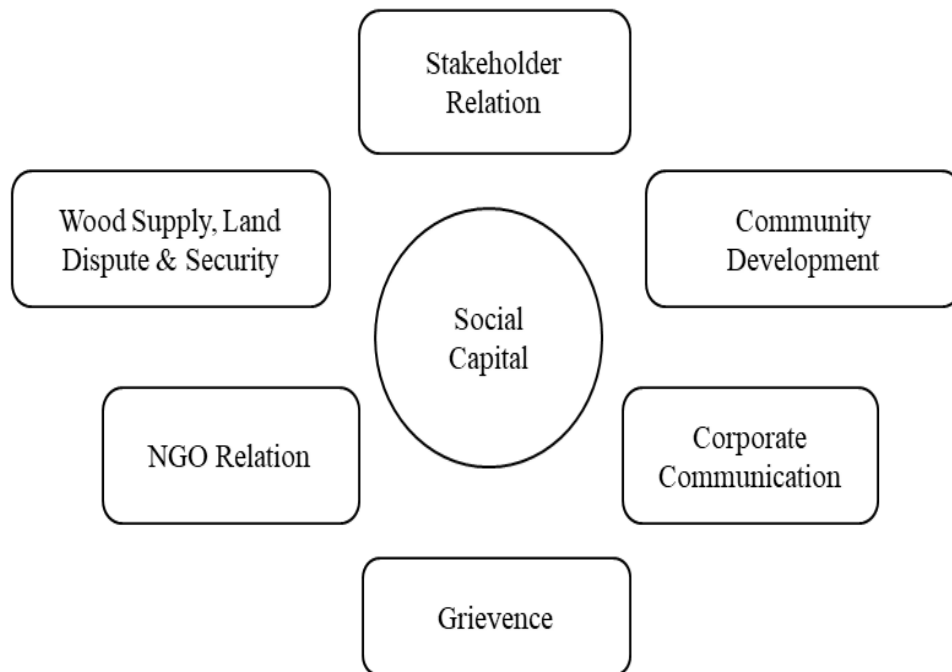 Stakeholder
Relation
Wood Supply, Land
Dispute & Security
Community
Development
Social
Capital
NGO Relation
Corporate
Communication
Grievence